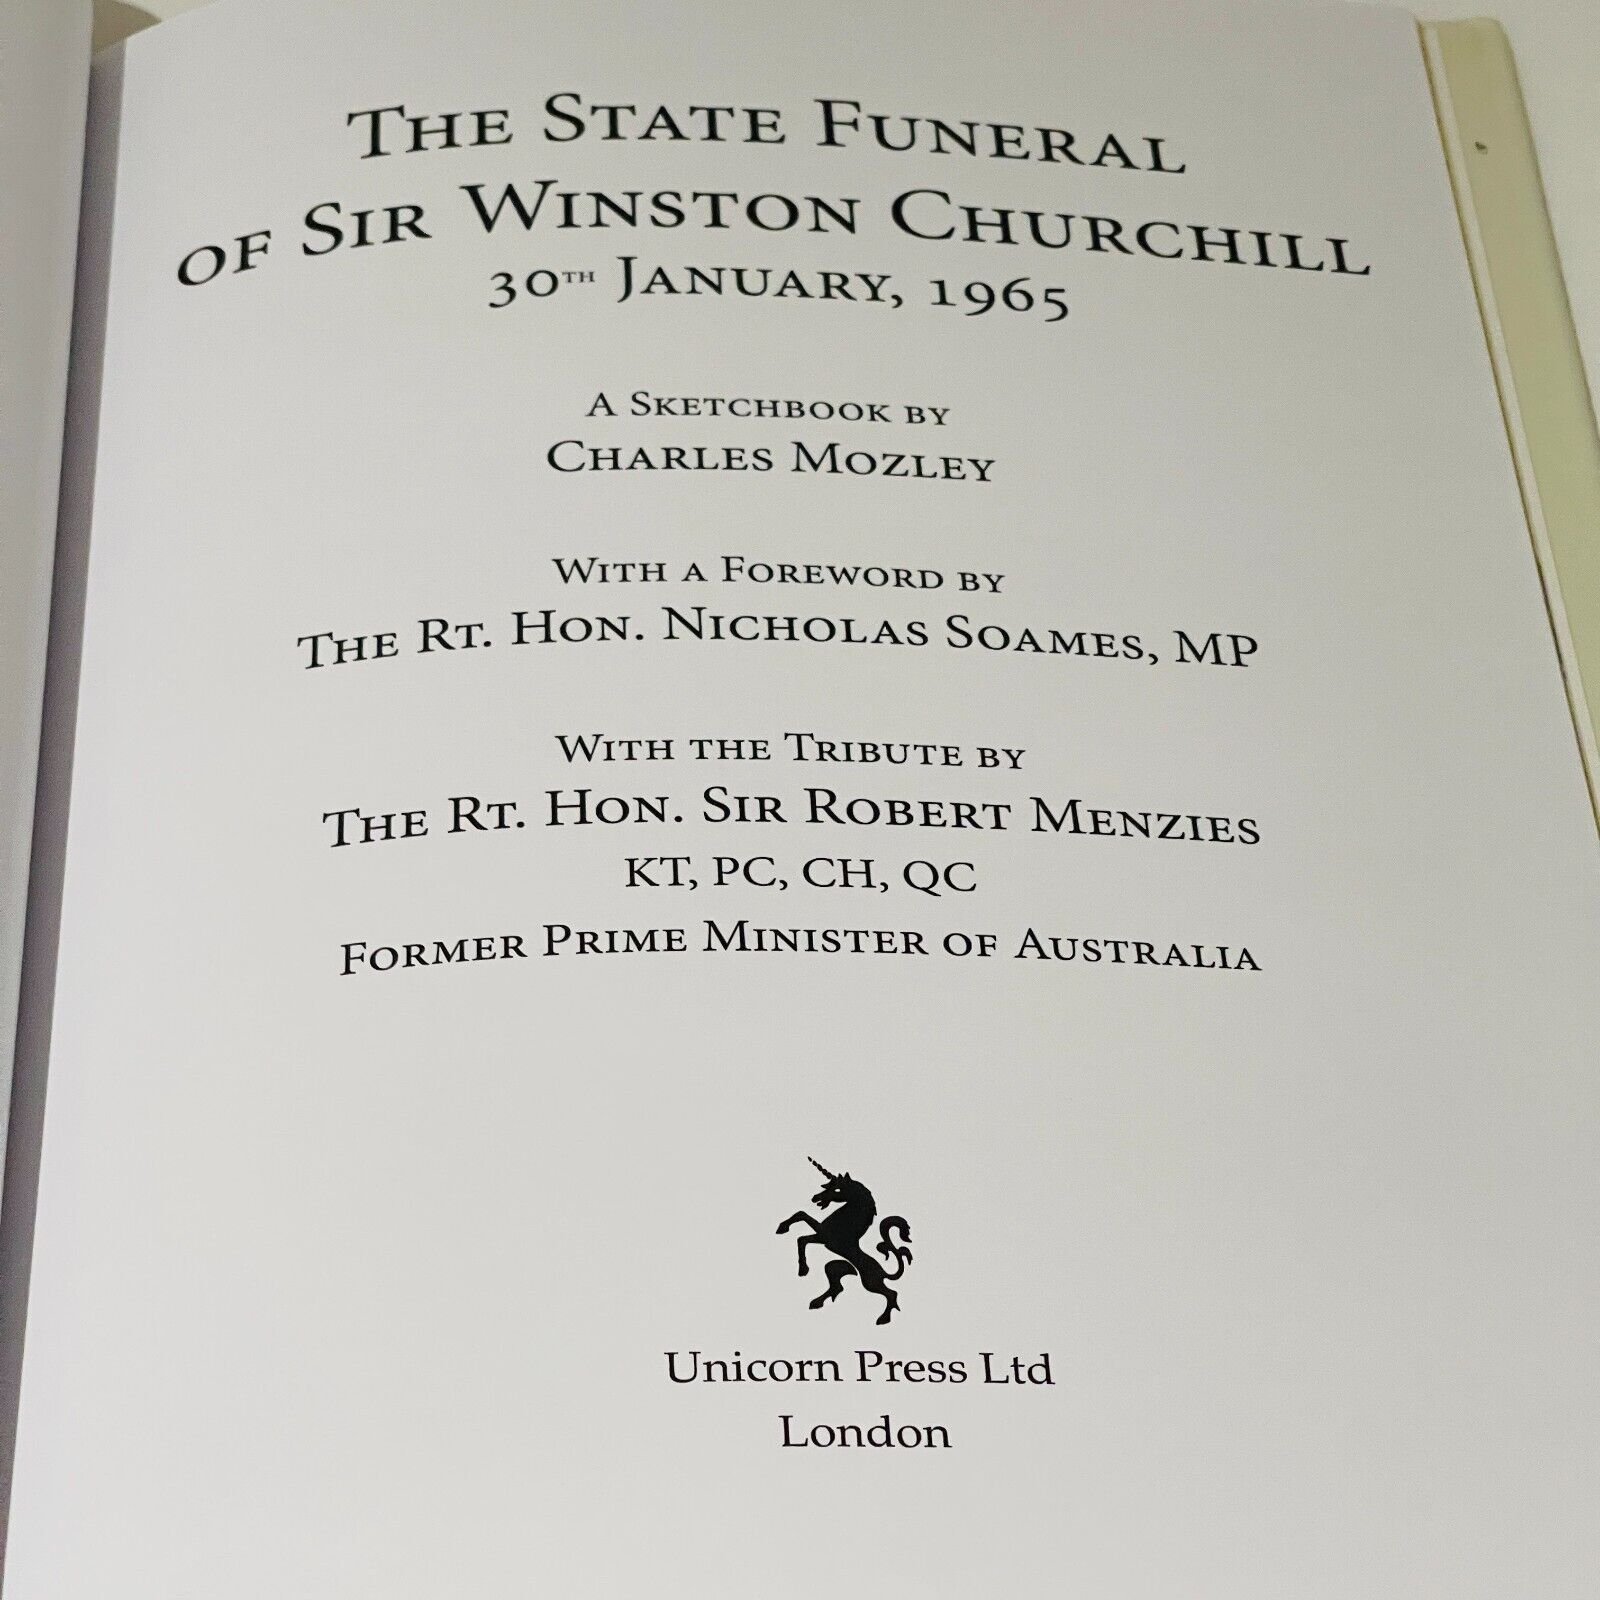 The State Funeral
of Sir Winston Churchill
30th January, 1965
A Sketchbook by
Charles Mozley
With a Foreword by
The Rt. Hon. Nicholas Soames, MP
With the Tribute by
The Rt. Hon. Sir Robert Menzies
KT, PC, CH, QC
Former Prime Minister of Australia
Unicorn Press Ltd
London